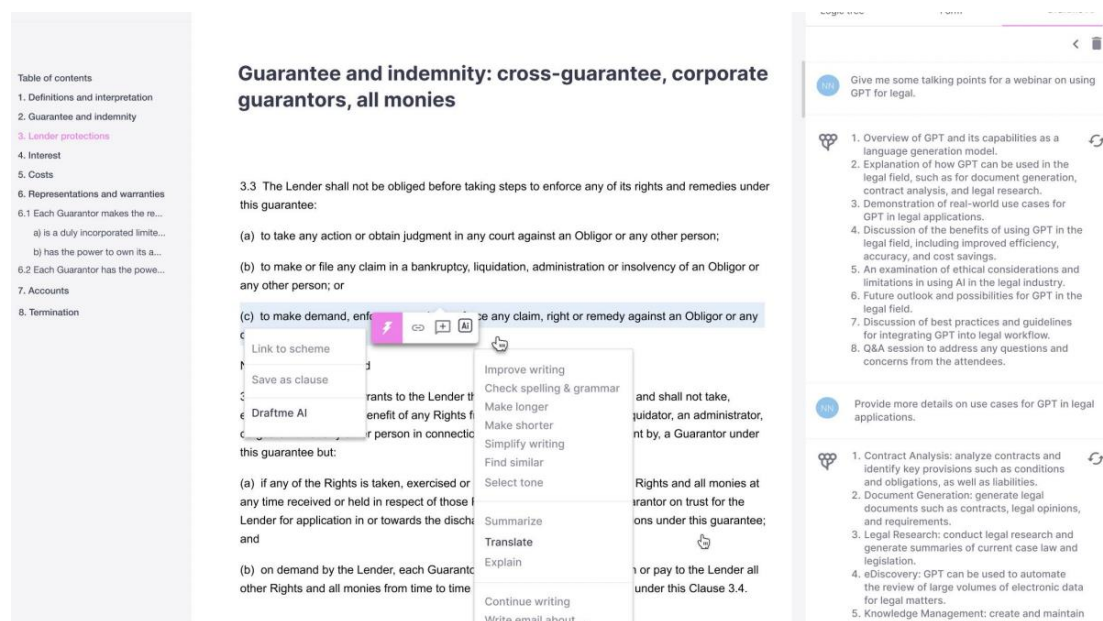 Table of contents
1. Definitions and interpretation
2. Guarantee and indemnity
3. Lender protections
4. Interest
5. Costs
6. Representations and warranties
6.1 Each Guarantor makes the re...
a) is a duly incorporated limite...
b) has the power to own its a...
6.2 Each Guarantor has the powe...
7. Accounts
8. Termination
Guarantee and indemnity: cross-guarantee, corporate
guarantors, all monies
3.3 The Lender shall not be obliged before taking steps to enforce any of its rights and remedies under
this guarantee:
(a) to take any action or obtain judgment in any court against an Obligor or any other person;
(b) to make or file any claim in a bankruptcy, liquidation, administration or insolvency of an Obligor or
any other person; or
(c) to make demand, enf ce any claim, right or remedy against an Obligor or any
Ai
Link to scheme
Save as clause
Draftme AI
rants to the Lender th and shall not take,
enefit of any Rights f quidator, an administrator,
r person in connectio nt by, a Guarantor under
this guarantee but:
(a) if any of the Rights is taken, exercised or Rights and all monies at
any time received or held in respect of those arantor on trust for the
Lender for application in or towards the discha ons under this guarantee;
and
(b) on demand by the Lender, each Guaranto or pay to the Lender all
other Rights and all monies from time to time under this Clause 3.4.
Improve writing
Check spelling & grammar
Make longer
Make shorter
Simplify writing
Find similar
Select tone
Summarize
Translate
Explain
Continue writing
Write email about
NN
Give me some talking points for a webinar on using
GPT for legal.
1. Overview of GPT and its capabilities as a
language generation model.
2. Explanation of how GPT can be used in the
legal field, such as for document generation,
contract analysis, and legal research.
3. Demonstration of real-world use cases for
GPT in legal applications.
4. Discussion of the benefits of using GPT in the
legal field, including improved efficiency,
accuracy, and cost savings.
5. An examination of ethical considerations and
limitations in using AI in the legal industry.
6. Future outlook and possibilities for GPT in the
legal field.
7. Discussion of best practices and guidelines
for integrating GPT into legal workflow.
8. Q&A session to address any questions and
concerns from the attendees.
NN
Provide more details on use cases for GPT in legal
applications.
1. Contract Analysis: analyze contracts and
identify key provisions such as conditions
and obligations, as well as liabilities.
2. Document Generation: generate legal
documents such as contracts, legal opinions,
and requirements.
3. Legal Research: conduct legal research and
generate summaries of current case law and
legislation.
4. eDiscovery: GPT can be used to automate
the review of large volumes of electronic data
for legal matters.
5. Knowledge Management: create and maintain